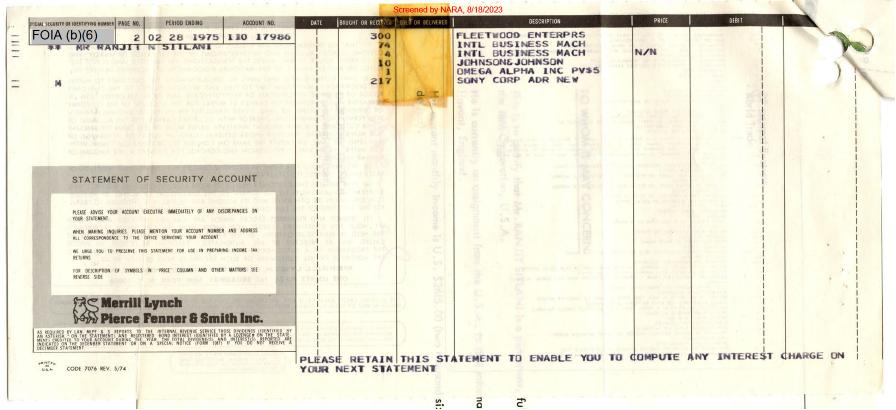 Screened by NARA, 8/18/2023
OFFICIAL SECURITY OR IDENTIFYING NUMBER PAGE NO. PERIOD ENDING ACCOUNT NO. DATE BOUGHT OR RECEIVED SOLD OR DELIVERED DESCRIPTION PRICE DEBIT
FOIA (b)(6) 2 02 28 1975 110 17986
** MR RANJIT N SITLANI
300 FLEETWOOD ENTERPRS
74 INTL BUSINESS MACH
4 INTL BUSINESS MACH N/N
10 JOHNSON&JOHNSON
1 OMEGA ALPHA INC PV$5
M 217 SONY CORP ADR NEW
STATEMENT OF SECURITY ACCOUNT
PLEASE ADVISE YOUR ACCOUNT EXECUTIVE IMMEDIATELY OF ANY DISCREPANCIES ON
YOUR STATEMENT.
WHEN MAKING INQUIRIES PLEASE MENTION YOUR ACCOUNT NUMBER AND ADDRESS
ALL CORRESPONDENCE TO THE OFFICE SERVICING YOUR ACCOUNT
WE URGE YOU TO PRESERVE THIS STATEMENT FOR USE IN PREPARING INCOME TAX
RETURNS
FOR DESCRIPTION OF SYMBOLS IN "PRICE" COLUMN AND OTHER MATTERS SEE
REVERSE SIDE
Merrill Lynch
Pierce Fenner & Smith Inc.
AS REQUIRED BY LAW MLPF & S REPORTS TO THE INTERNAL REVENUE SERVICE THOSE DIVIDENDS (IDENTIFIED BY
AN ASTERISK * ON THE STATEMENT) AND REGISTERED BOND INTEREST (IDENTIFIED BY A LOZENGE ON THE STATE-
MENT) CREDITED TO YOUR ACCOUNT DURING THE YEAR. THE TOTAL DIVIDEND(S) AND INTEREST(S) REPORTED ARE
INDICATED ON THE DECEMBER STATEMENT OR ON A SPECIAL NOTICE (FORM 1087) IF YOU DO NOT RECEIVE A
DECEMBER STATEMENT
PLEASE RETAIN THIS STATEMENT TO ENABLE YOU TO COMPUTE ANY INTEREST CHARGE ON
YOUR NEXT STATEMENT
PRINTED IN U.S.A. CODE 7076 REV. 5/74